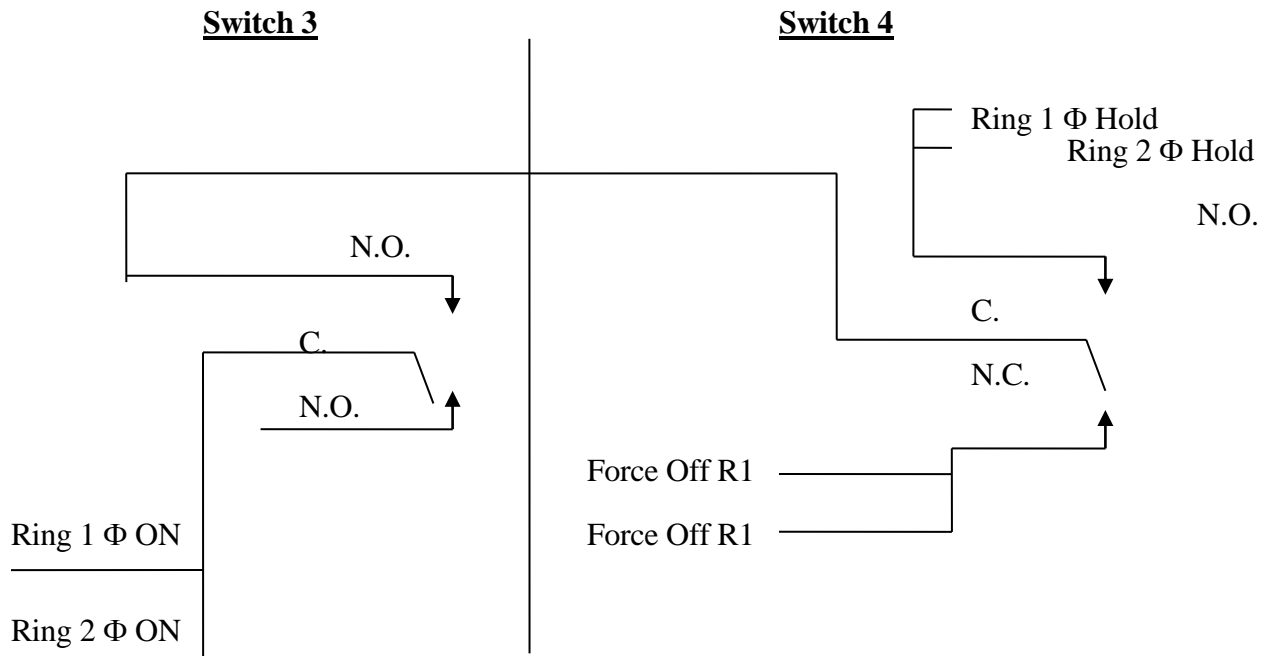 Switch 3
Switch 4
Ring 1 Φ Hold
Ring 2 Φ Hold
N.O.
N.O.
C.
C.
N.C.
N.O.
Force Off R1
Ring 1 Φ ON
Force Off R1
Ring 2 Φ ON